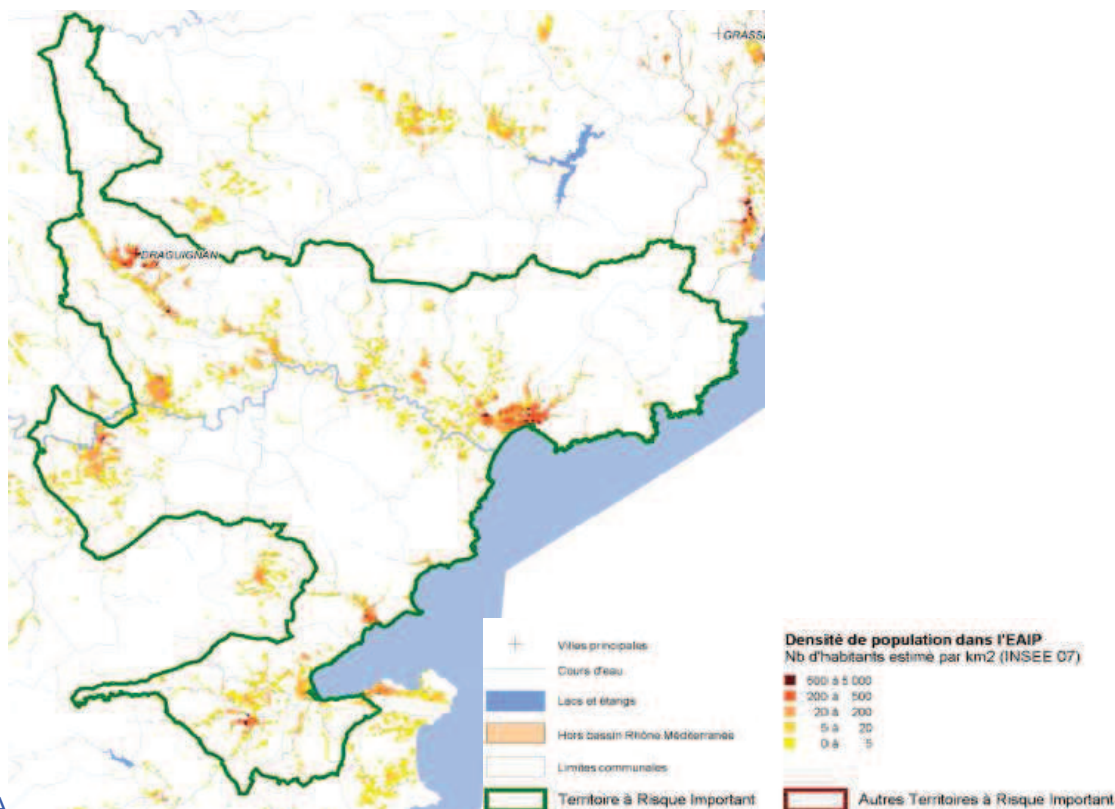 GRASSE
DRAGUIGNAN
Villes principales
Cours d'eau
Lacs et étangs
Hors bassin Rhône Méditerranée
Limites communales
Territoire à Risque Important
Densité de population dans l'EAIP
Nb d'habitants estimé par km2 (INSEE 07)
500 à 5 000
200 à 500
20 à 200
5 à 20
0 à 5
Autres Territoires à Risque Important